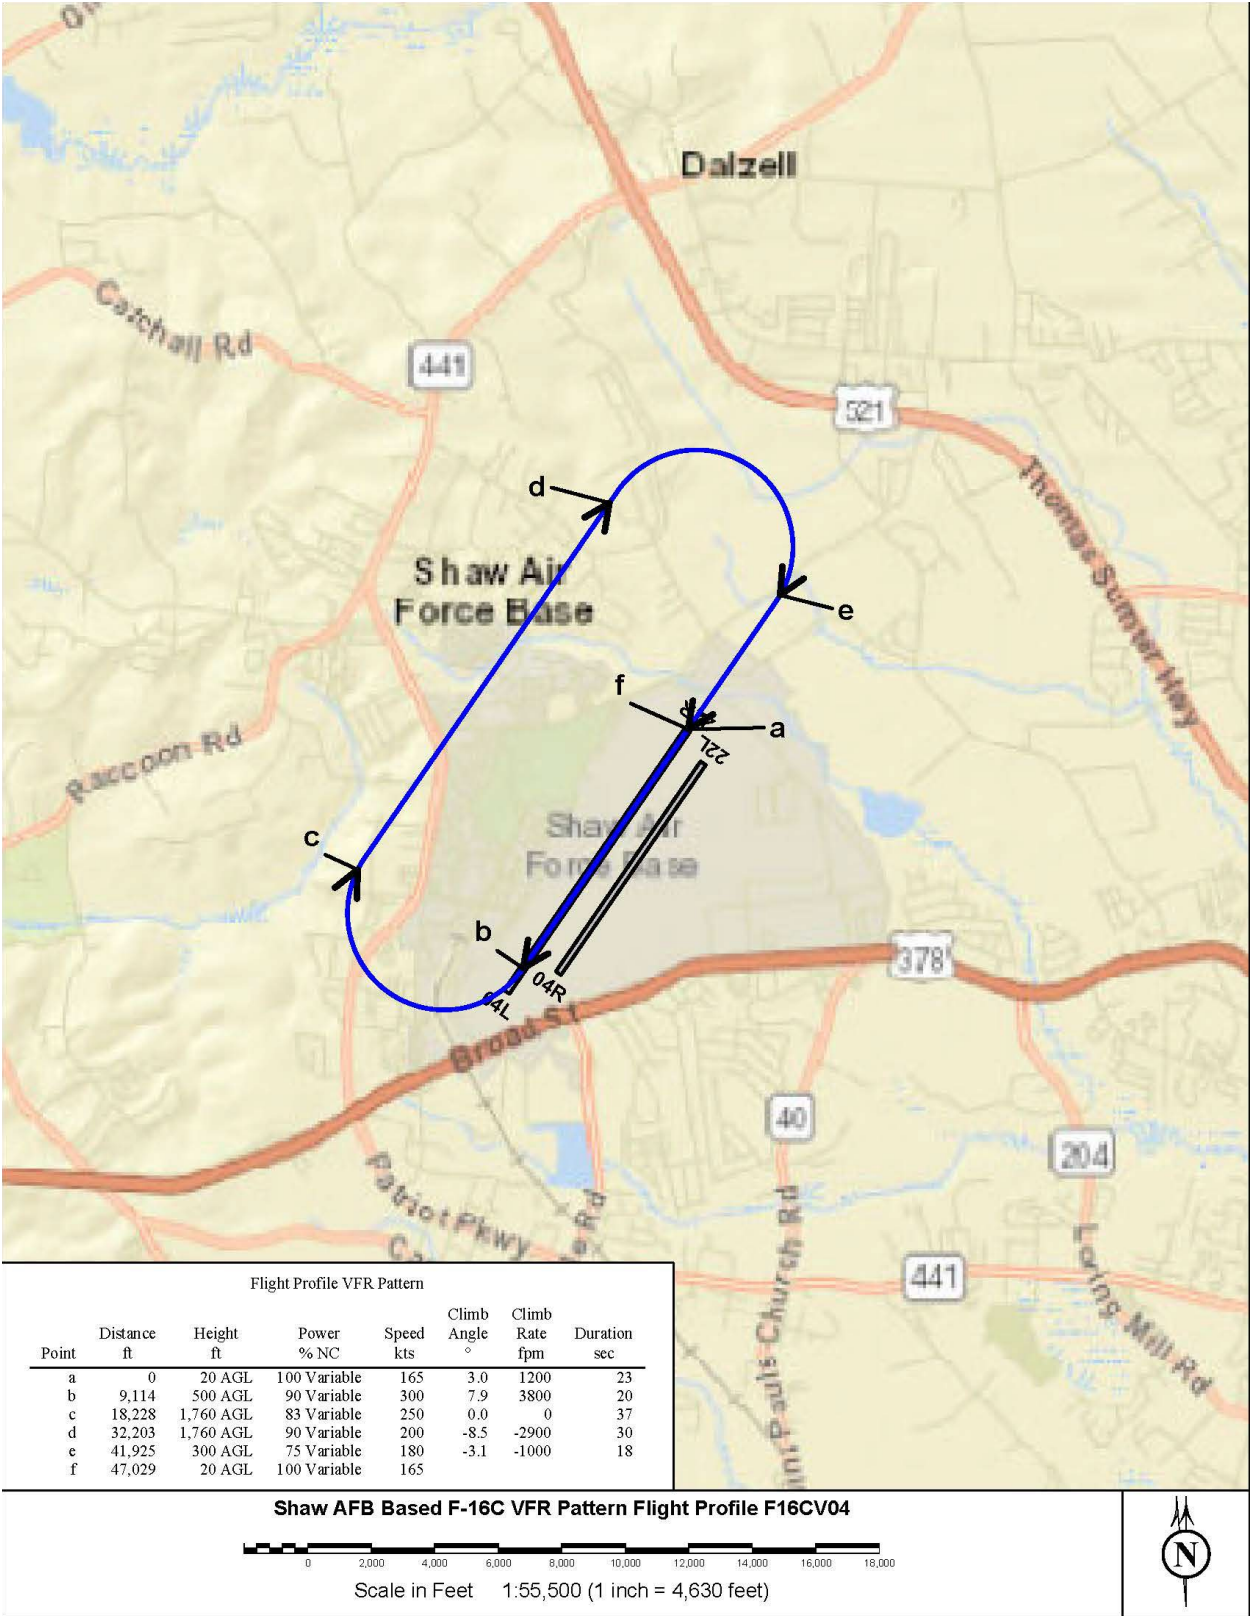 Dalzell
Catchall Rd
441
521
Thomas Sumter Hwy
d
Shaw Air
Force Base
e
f
a
22L
Raccoon Rd
Shaw Air
Force Base
c
b
04R
04L
378
Broad St
40
204
Patriot Pkwy
e Rd
441
int Pauls Church Rd
Loring Mill Rd
Flight Profile VFR Pattern
Climb Climb
Distance Height Power Speed Angle Rate Duration
Point ft ft % NC kts ° fpm sec
a 0 20 AGL 100 Variable 165 3.0 1200 23
b 9,114 500 AGL 90 Variable 300 7.9 3800 20
c 18,228 1,760 AGL 83 Variable 250 0.0 0 37
d 32,203 1,760 AGL 90 Variable 200 -8.5 -2900 30
e 41,925 300 AGL 75 Variable 180 -3.1 -1000 18
f 47,029 20 AGL 100 Variable 165
Shaw AFB Based F-16C VFR Pattern Flight Profile F16CV04
0 2,000 4,000 6,000 8,000 10,000 12,000 14,000 16,000 18,000
Scale in Feet 1:55,500 (1 inch = 4,630 feet)
N